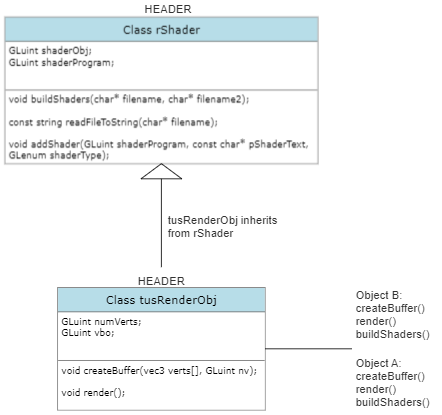 HEADER
Class rShader
GLuint shaderObj;
GLuint shaderProgram;
void buildShaders(char* filename, char* filename2);
const string readFileToString(char* filename);
void addShader(GLuint shaderProgram, const char* pShaderText,
GLenum shaderType);
tusRenderObj inherits
from rShader
HEADER
Class tusRenderObj
GLuint numVerts;
GLuint vbo;
void createBuffer(vec3 verts[], GLuint nv);
void render();
Object B:
createBuffer()
render()
buildShaders()
Object A:
createBuffer()
render()
buildShaders()